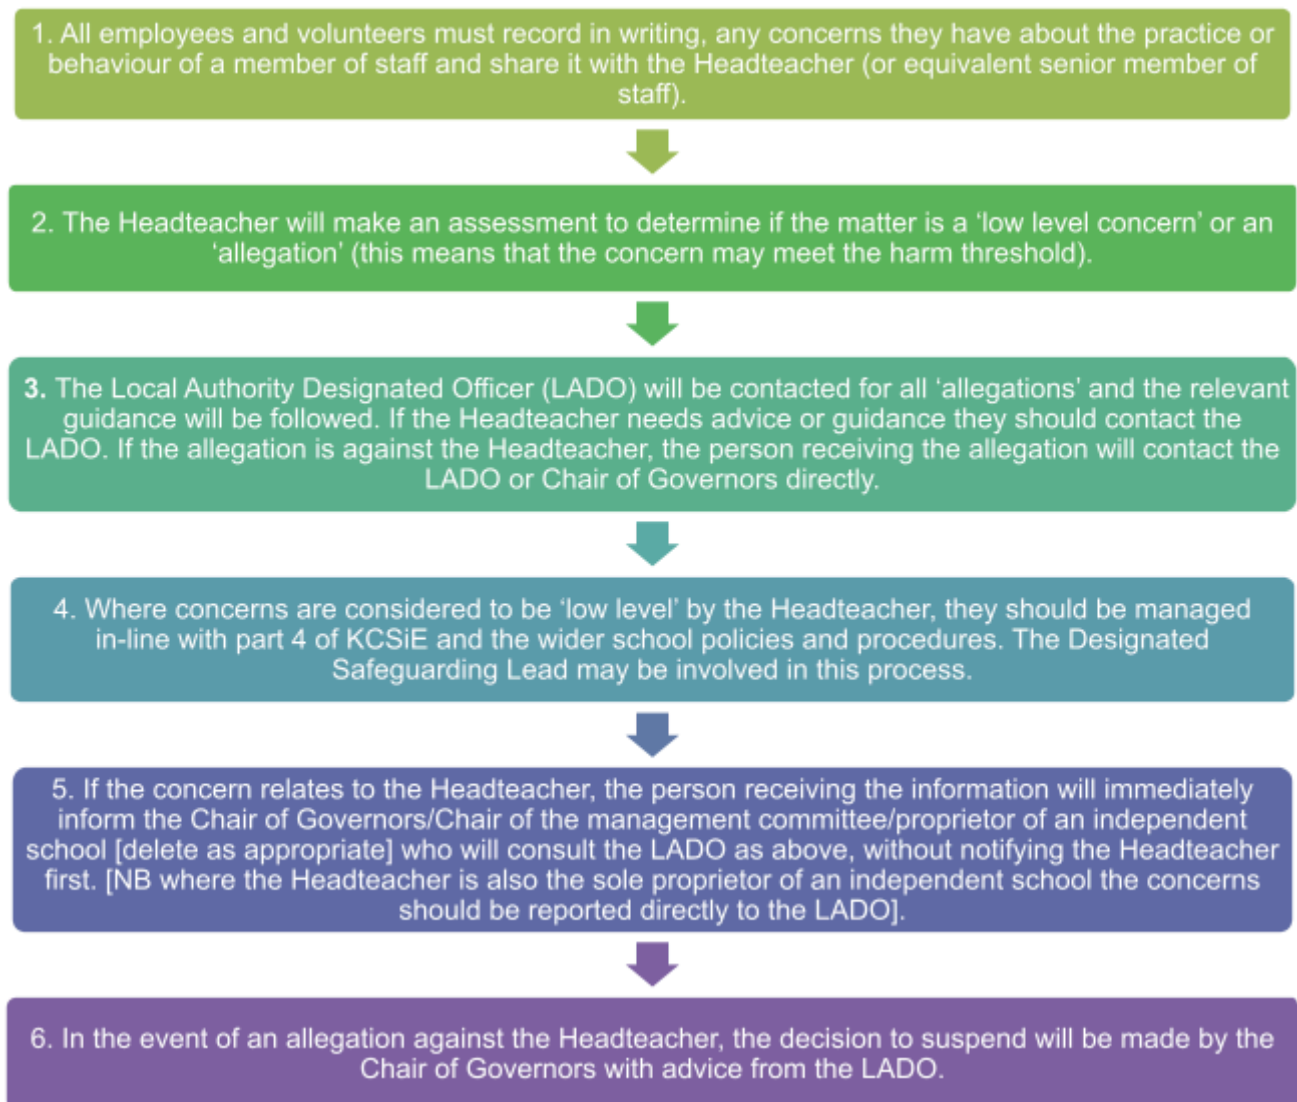 1. All employees and volunteers must record in writing, any concerns they have about the practice or
behaviour of a member of staff and share it with the Headteacher (or equivalent senior member of
staff).
2. The Headteacher will make an assessment to determine if the matter is a ‘low level concern’ or an
‘allegation’ (this means that the concern may meet the harm threshold).
3. The Local Authority Designated Officer (LADO) will be contacted for all ‘allegations’ and the relevant
guidance will be followed. If the Headteacher needs advice or guidance they should contact the
LADO. If the allegation is against the Headteacher, the person receiving the allegation will contact the
LADO or Chair of Governors directly.
4. Where concerns are considered to be ‘low level’ by the Headteacher, they should be managed
in-line with part 4 of KCSiE and the wider school policies and procedures. The Designated
Safeguarding Lead may be involved in this process.
5. If the concern relates to the Headteacher, the person receiving the information will immediately
inform the Chair of Governors/Chair of the management committee/proprietor of an independent
school [delete as appropriate] who will consult the LADO as above, without notifying the Headteacher
first. [NB where the Headteacher is also the sole proprietor of an independent school the concerns
should be reported directly to the LADO].
6. In the event of an allegation against the Headteacher, the decision to suspend will be made by the
Chair of Governors with advice from the LADO.